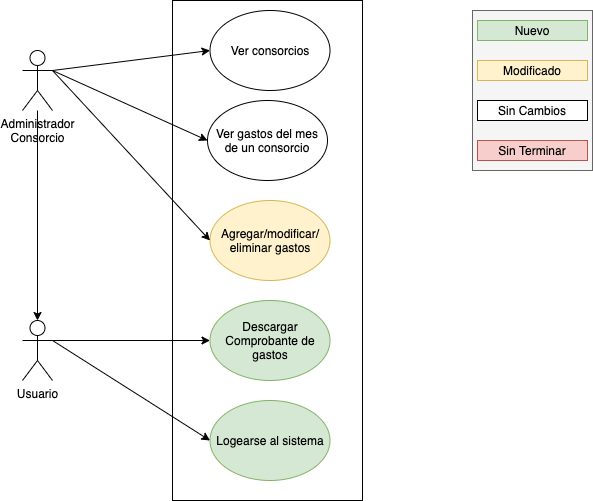 Ver consorcios
Administrador
Consorcio
Ver gastos del mes
de un consorcio
Agregar/modificar/
eliminar gastos
Descargar
Comprobante de
gastos
Usuario
Logearse al sistema
Nuevo
Modificado
Sin Cambios
Sin Terminar